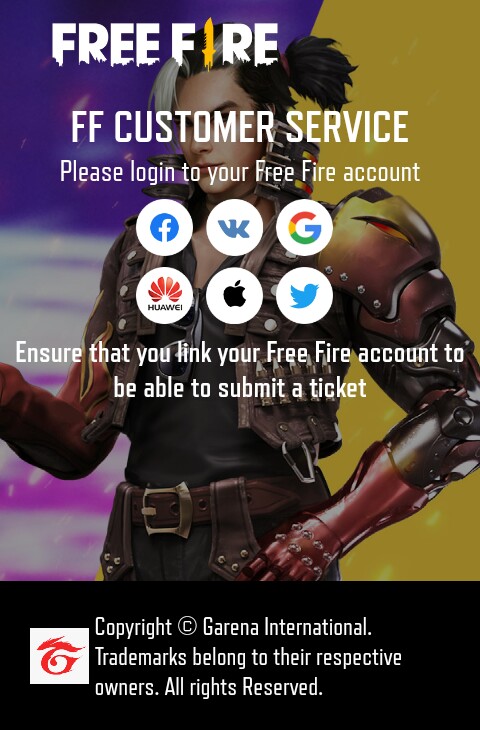 FREE FIRE
FF CUSTOMER SERVICE
Please login to your Free Fire account
HUAWEI
Ensure that you link your Free Fire account to
be able to submit a ticket
Copyright © Garena International.
Trademarks belong to their respective
owners. All rights Reserved.